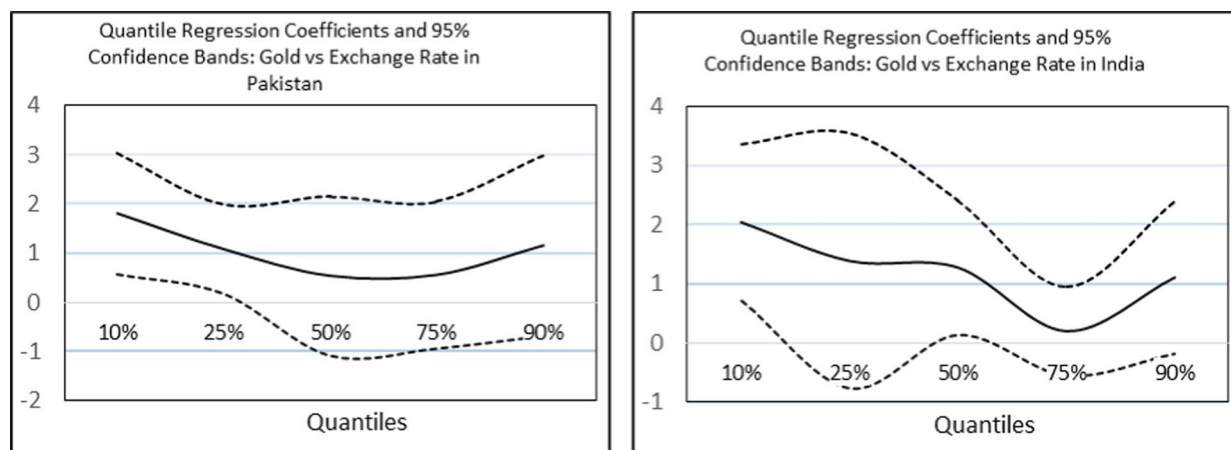 Quantile Regression Coefficients and 95%
Confidence Bands: Gold vs Exchange Rate in
Pakistan
4
3
2
1
0
-1
-2
10% 25% 50% 75% 90%
Quantiles
Quantile Regression Coefficients and 95%
Confidence Bands: Gold vs Exchange Rate in India
4
3
2
1
0
-1
10% 25% 50% 75% 90%
Quantiles